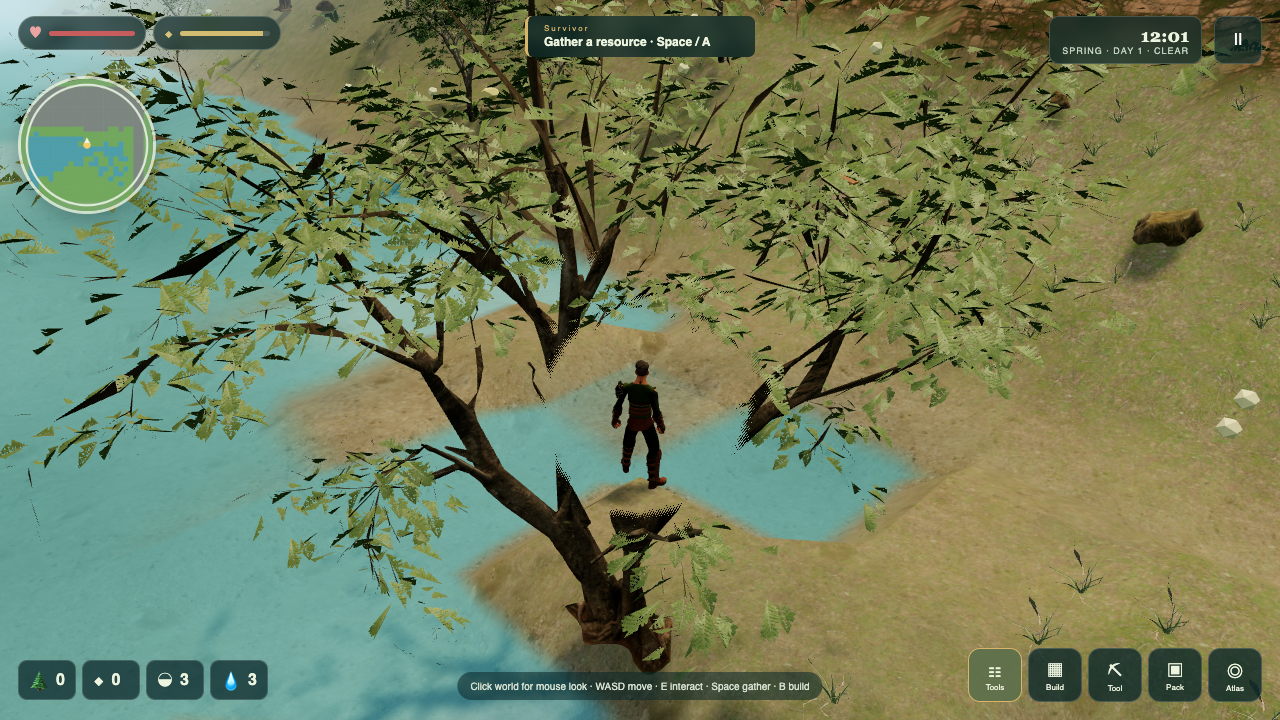 Survivor
Gather a resource · Space / A
12:01
SPRING · DAY 1 · CLEAR
0
0
3
3
Click world for mouse look · WASD move · E interact · Space gather · B build
Tools
Build
Tool
Pack
Atlas